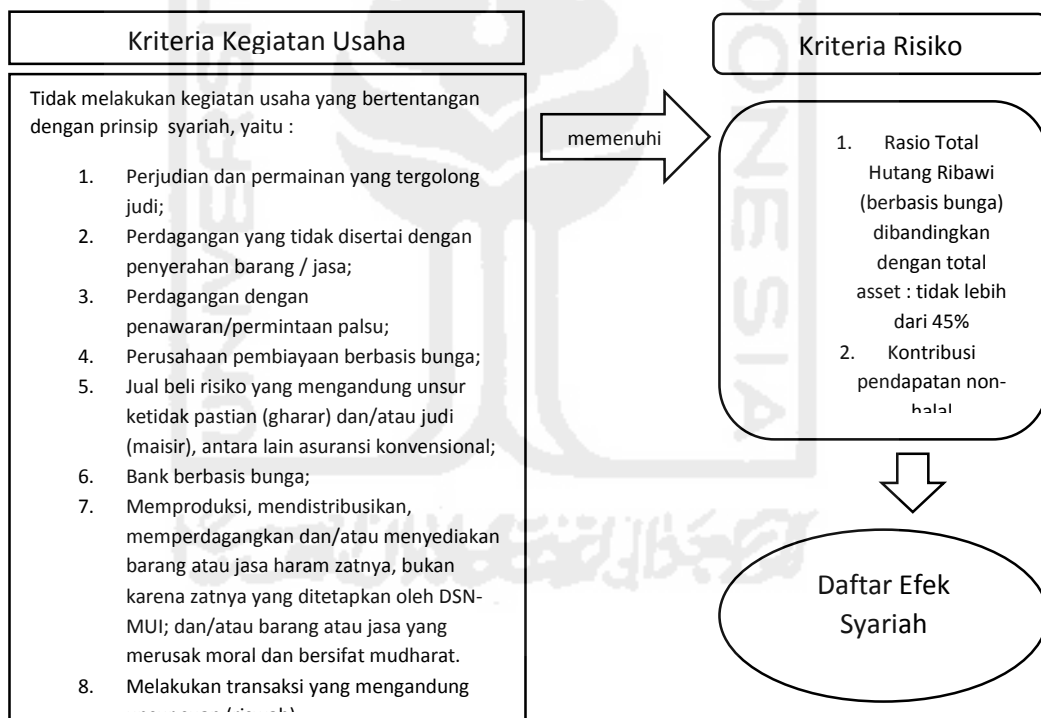 Kriteria Kegiatan Usaha
Tidak melakukan kegiatan usaha yang bertentangan
dengan prinsip syariah, yaitu :
1. Perjudian dan permainan yang tergolong
judi;
2. Perdagangan yang tidak disertai dengan
penyerahan barang / jasa;
3. Perdagangan dengan
penawaran/permintaan palsu;
4. Perusahaan pembiayaan berbasis bunga;
5. Jual beli risiko yang mengandung unsur
ketidak pastian (gharar) dan/atau judi
(maisir), antara lain asuransi konvensional;
6. Bank berbasis bunga;
7. Memproduksi, mendistribusikan,
memperdagangkan dan/atau menyediakan
barang atau jasa haram zatnya, bukan
karena zatnya yang ditetapkan oleh DSN-
MUI; dan/atau barang atau jasa yang
merusak moral dan bersifat mudharat.
8. Melakukan transaksi yang mengandung
memenuhi
Kriteria Risiko
1. Rasio Total
Hutang Ribawi
(berbasis bunga)
dibandingkan
dengan total
asset : tidak lebih
dari 45%
2. Kontribusi
pendapatan non-
halal
Daftar Efek
Syariah
ONESIA